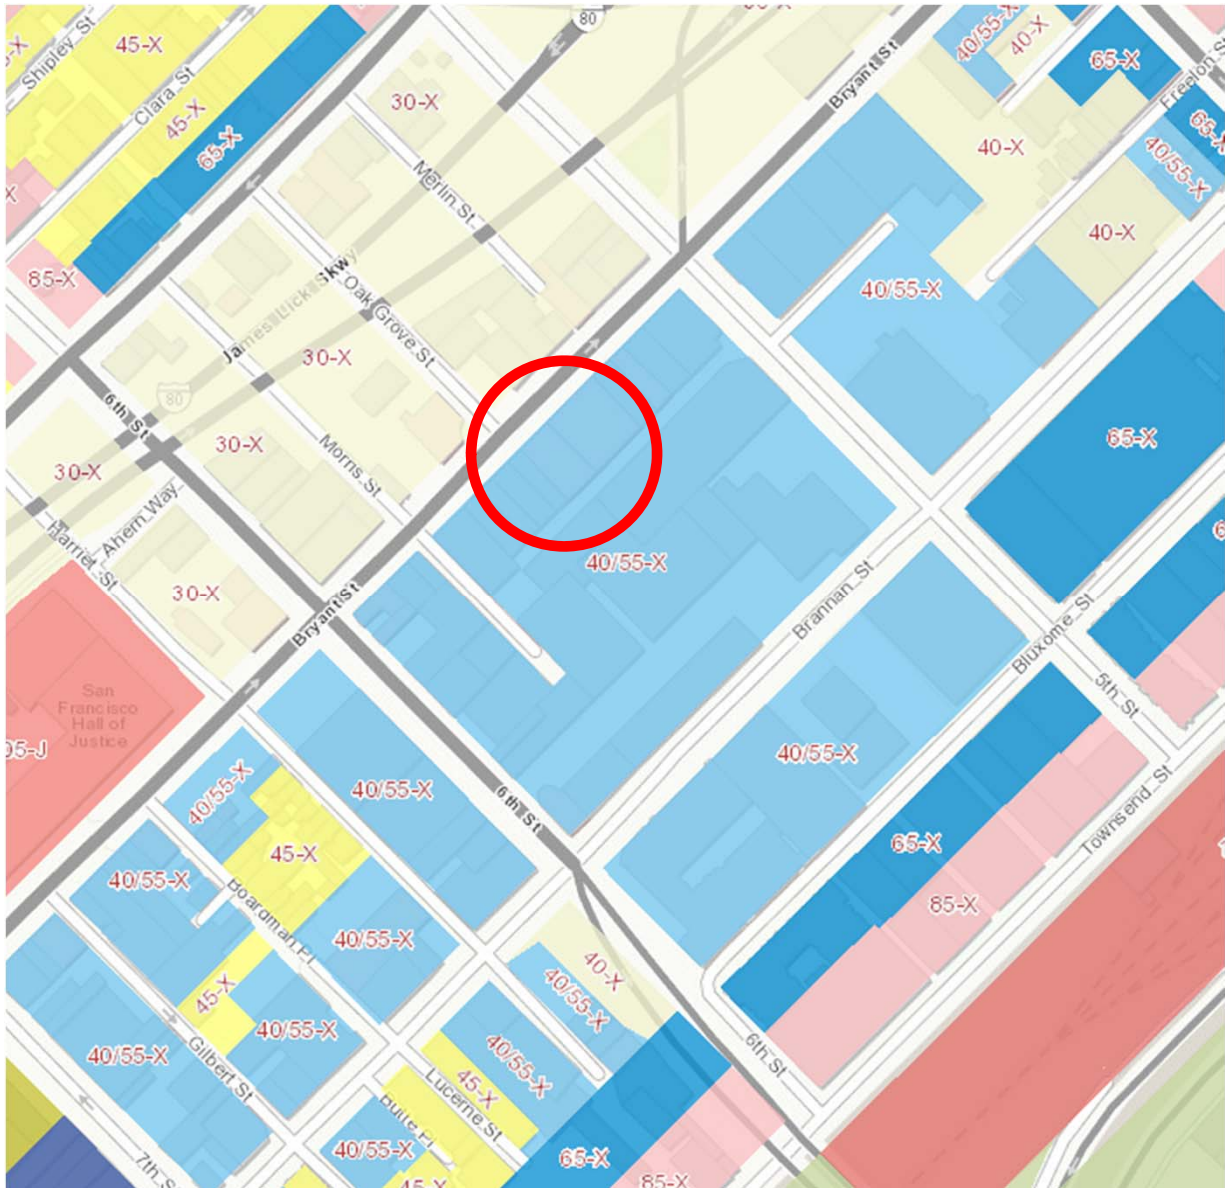 80
45-X
Shipley St
Clara St
45-X
65-X
30-X
Bryant St
40/55-X
40-X
65-X
Freelon St
65-X
40-X
40/55-X
40-X
Merlin St
85-X
James Lick Skwy
Oak Grove St
40/55-X
30-X
80
6th St
30-X
30-X
Morris St
65-X
Ahern Way
Harriet St
30-X
Bryant St
40/55-X
Brannan St
Bluxome St
San
Francisco
Hall of
Justice
5th St
40/55-X
40/55-X
40/55-X
6th St
Townsend St
45-X
65-X
40/55-X
Boardman Pl
85-X
40/55-X
40-X
40/55-X
45-X
40/55-X
40/55-X
Gilbert St
40/55-X
45-X
Lucerne St
6th St
40/55-X
65-X
85-X
45-X